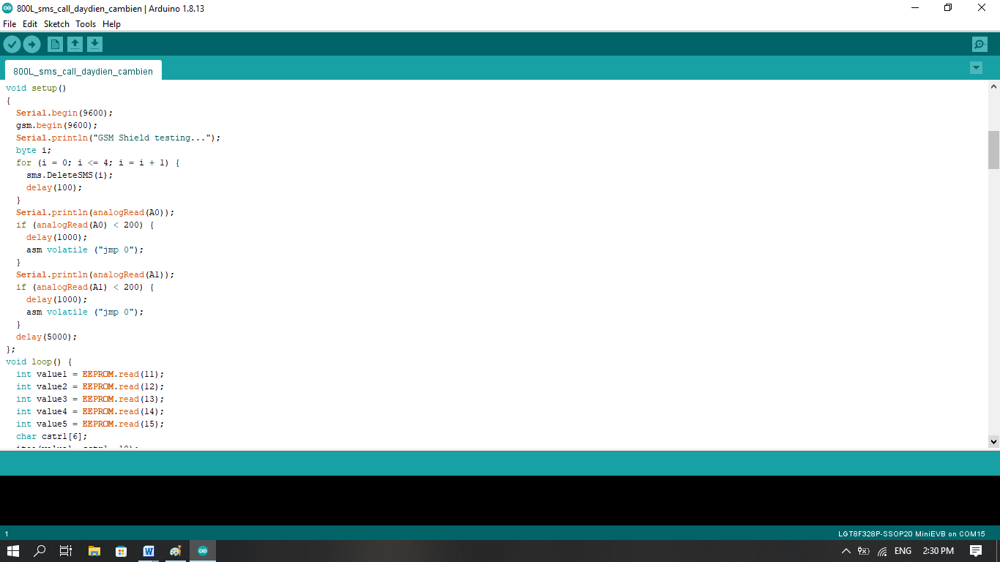 800L_sms_call_daydien_cambien | Arduino 1.8.13
File Edit Sketch Tools Help
800L_sms_call_daydien_cambien
void setup()
{
  Serial.begin(9600);
  gsm.begin(9600);
  Serial.println("GSM Shield testing...");
  byte i;
  for (i = 0; i <= 4; i = i + 1) {
    sms.DeleteSMS(i);
    delay(100);
  }
  Serial.println(analogRead(A0));
  if (analogRead(A0) < 200) {
    delay(1000);
    asm volatile ("jmp 0");
  }
  Serial.println(analogRead(A1));
  if (analogRead(A1) < 200) {
    delay(1000);
    asm volatile ("jmp 0");
  }
  delay(5000);
};
void loop() {
  int value1 = EEPROM.read(11);
  int value2 = EEPROM.read(12);
  int value3 = EEPROM.read(13);
  int value4 = EEPROM.read(14);
  int value5 = EEPROM.read(15);
  char cstr1[6];
1
LGT8F328P-SSOP20 MiniEVB on COM15
ENG
2:30 PM